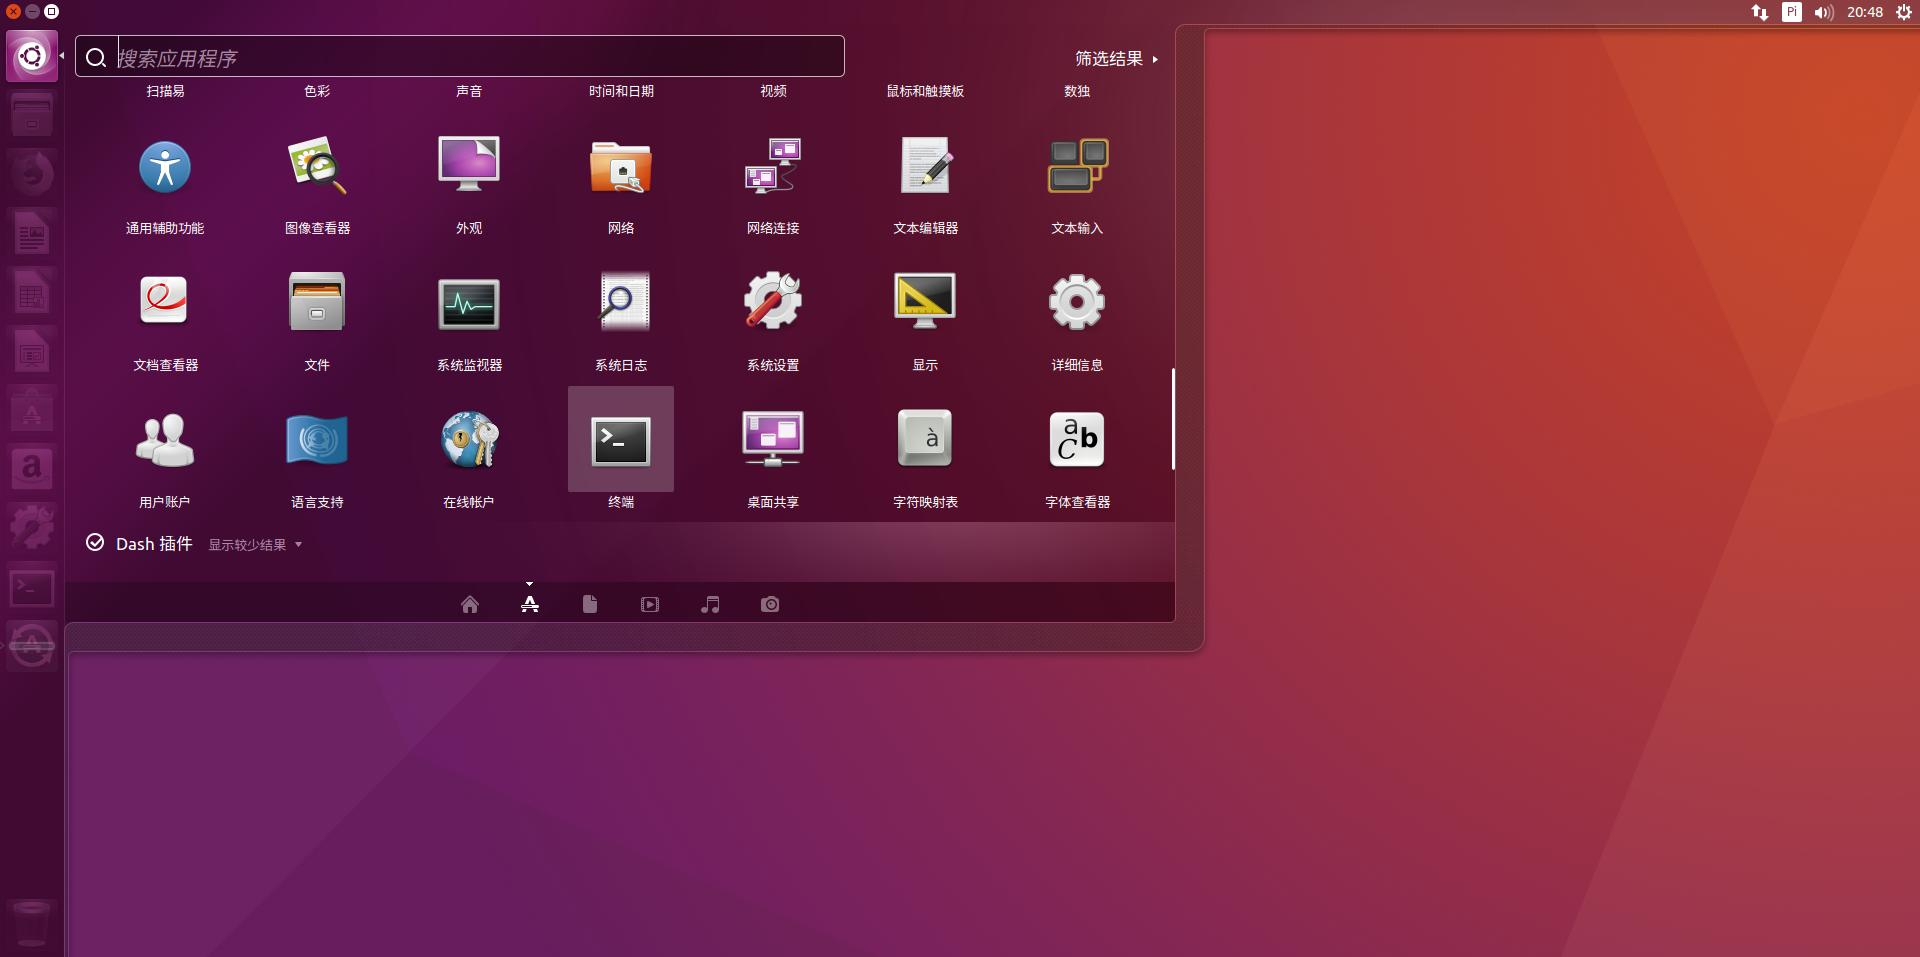 Pi
20:48
搜索应用程序
筛选结果
扫描易
色彩
声音
时间和日期
视频
鼠标和触摸板
数独
通用辅助功能
图像查看器
外观
网络
网络连接
文本编辑器
文本输入
文档查看器
文件
系统监视器
系统日志
系统设置
显示
详细信息
用户账户
语言支持
在线帐户
终端
桌面共享
字符映射表
字体查看器
Dash 插件 显示较少结果